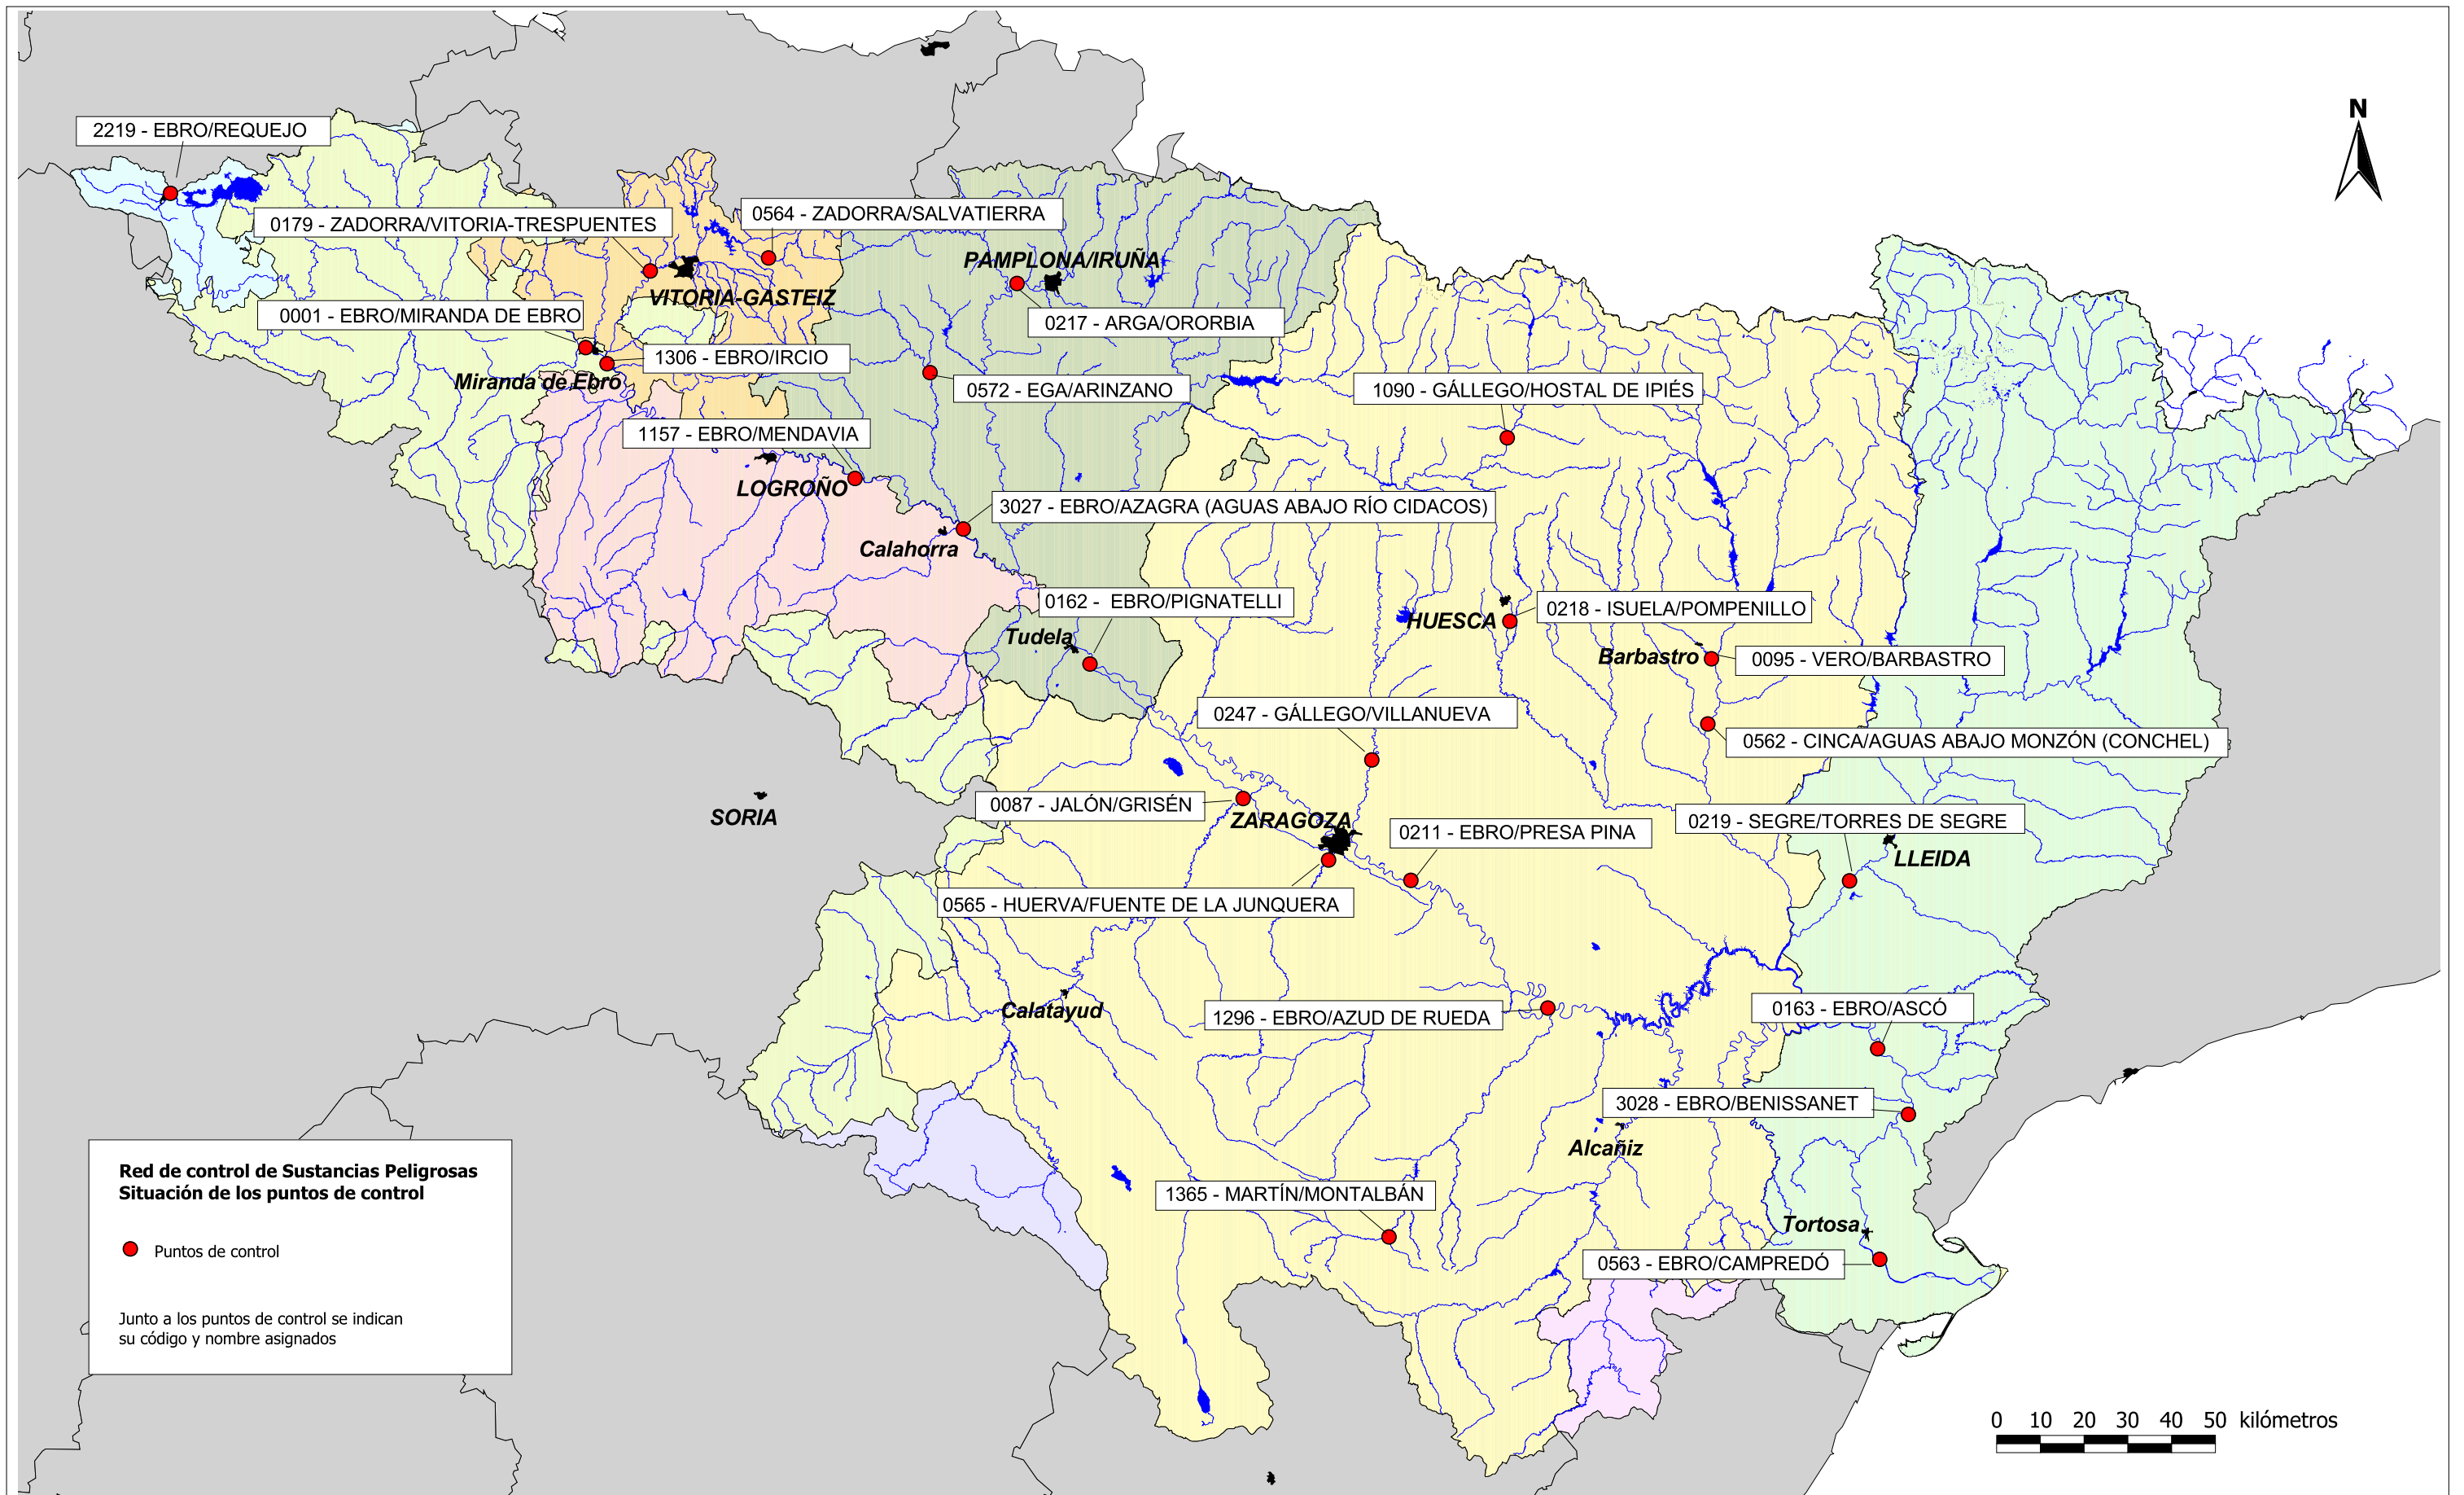 N
2219 - EBRO/REQUEJO
0179 - ZADORRA/VITORIA-TRESPUENTES
0564 - ZADORRA/SALVATIERRA
PAMPLONA/IRUÑA
VITORIA-GASTEIZ
0001 - EBRO/MIRANDA DE EBRO
0217 - ARGA/ORORBIA
1306 - EBRO/IRCIO
Miranda de Ebro
0572 - EGA/ARINZANO
1090 - GÁLLEGO/HOSTAL DE IPIÉS
1157 - EBRO/MENDAVIA
LOGROÑO
3027 - EBRO/AZAGRA (AGUAS ABAJO RÍO CIDACOS)
Calahorra
0162 - EBRO/PIGNATELLI
Tudela
HUESCA
0218 - ISUELA/POMPENILLO
Barbastro
0095 - VERO/BARBASTRO
0247 - GÁLLEGO/VILLANUEVA
0562 - CINCA/AGUAS ABAJO MONZÓN (CONCHEL)
SORIA
0087 - JALÓN/GRISÉN
ZARAGOZA
0211 - EBRO/PRESA PINA
0219 - SEGRE/TORRES DE SEGRE
LLEIDA
0565 - HUERVA/FUENTE DE LA JUNQUERA
Calatayud
1296 - EBRO/AZUD DE RUEDA
0163 - EBRO/ASCÓ
3028 - EBRO/BENISSANET
Alcañiz
1365 - MARTÍN/MONTALBÁN
Tortosa
0563 - EBRO/CAMPREDÓ
Red de control de Sustancias Peligrosas
Situación de los puntos de control
Puntos de control
Junto a los puntos de control se indican
su código y nombre asignados
0 10 20 30 40 50 kilómetros